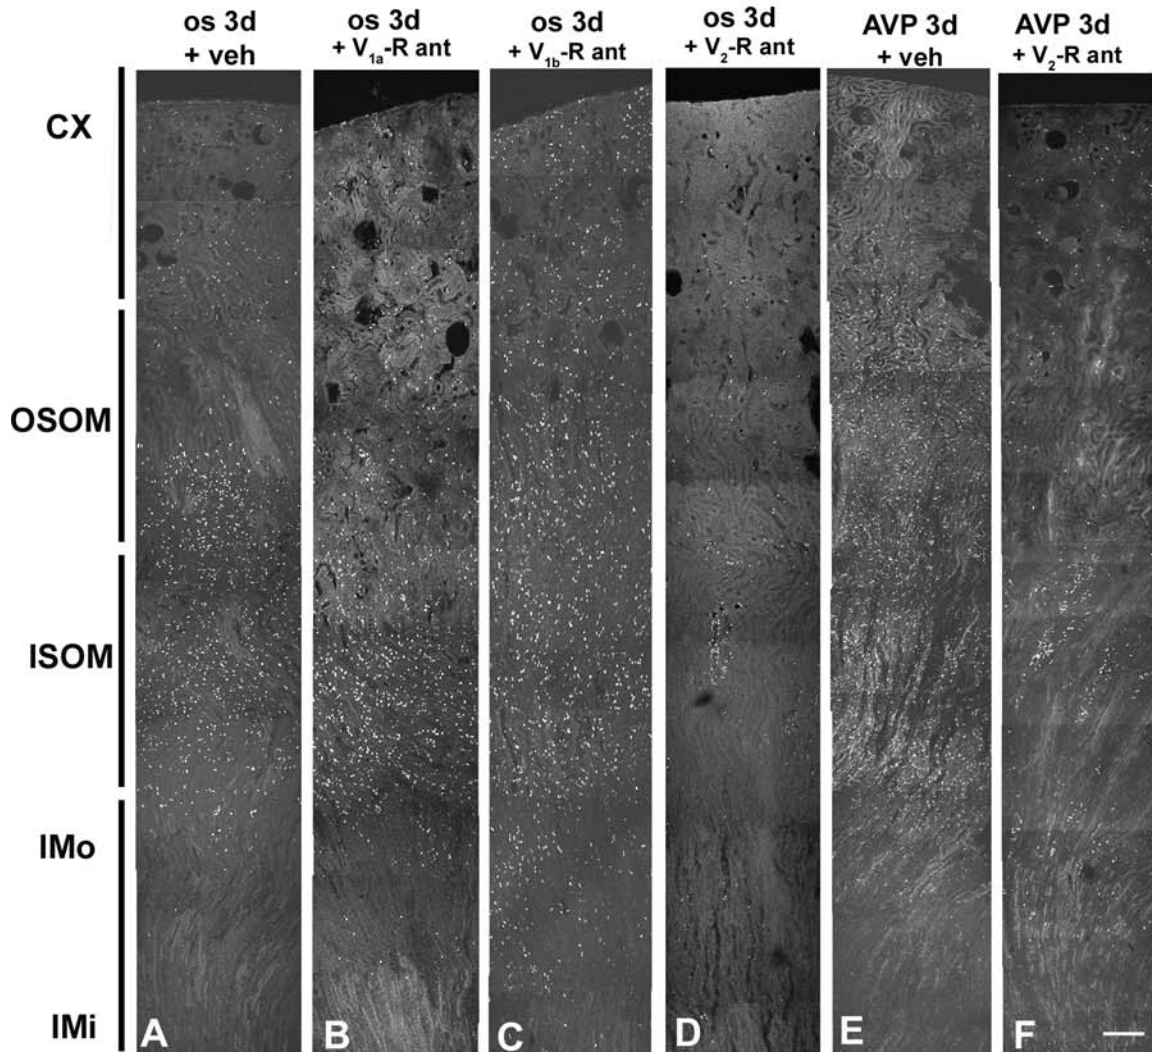 os 3d
+ veh
os 3d
+ V1a-R ant
os 3d
+ V1b-R ant
os 3d
+ V2-R ant
AVP 3d
+ veh
AVP 3d
+ V2-R ant
CX
OSOM
ISOM
IMo
IMi
A
B
C
D
E
F